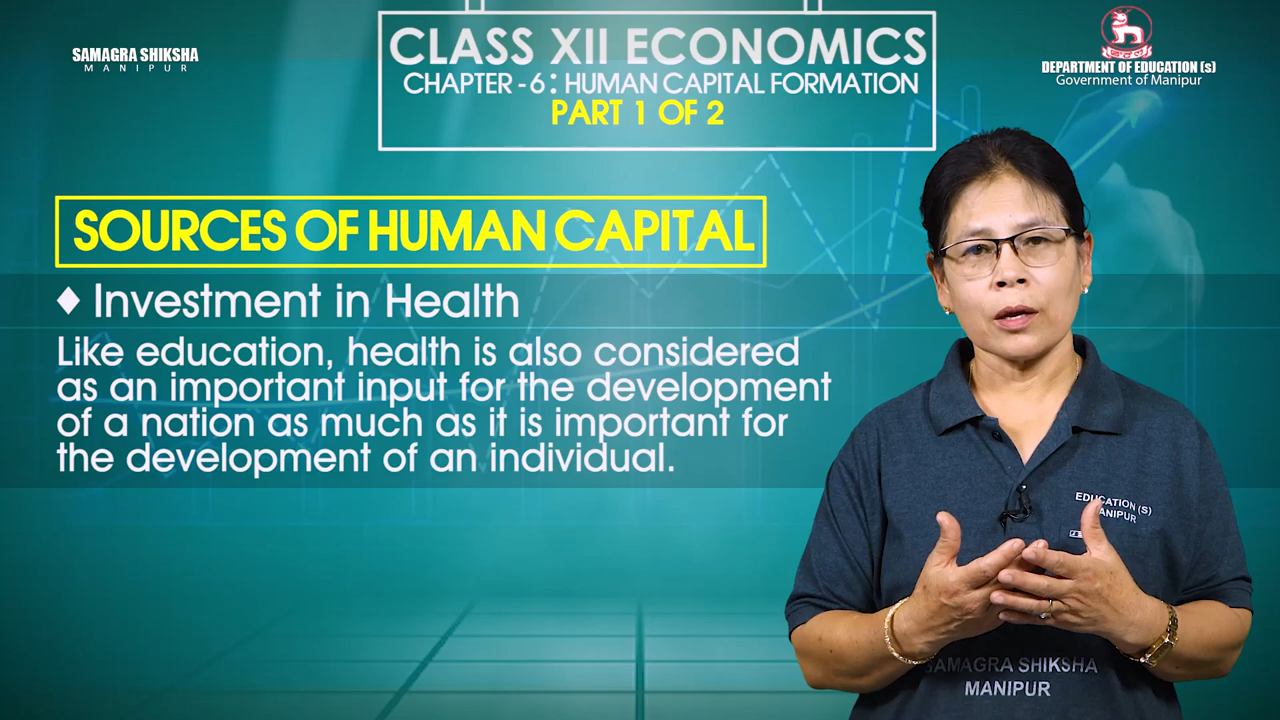 SAMAGRA SHIKSHA
MANIPUR
CLASS XII ECONOMICS
CHAPTER - 6 : HUMAN CAPITAL FORMATION
PART 1 OF 2
DEPARTMENT OF EDUCATION (S)
Government of Manipur
SOURCES OF HUMAN CAPITAL
♦ Investment in Health
Like education, health is also considered
as an important input for the development
of a nation as much as it is important for
the development of an individual.
EDUCATION (S)
MANIPUR
SAMAGRA SHIKSHA
MANIPUR